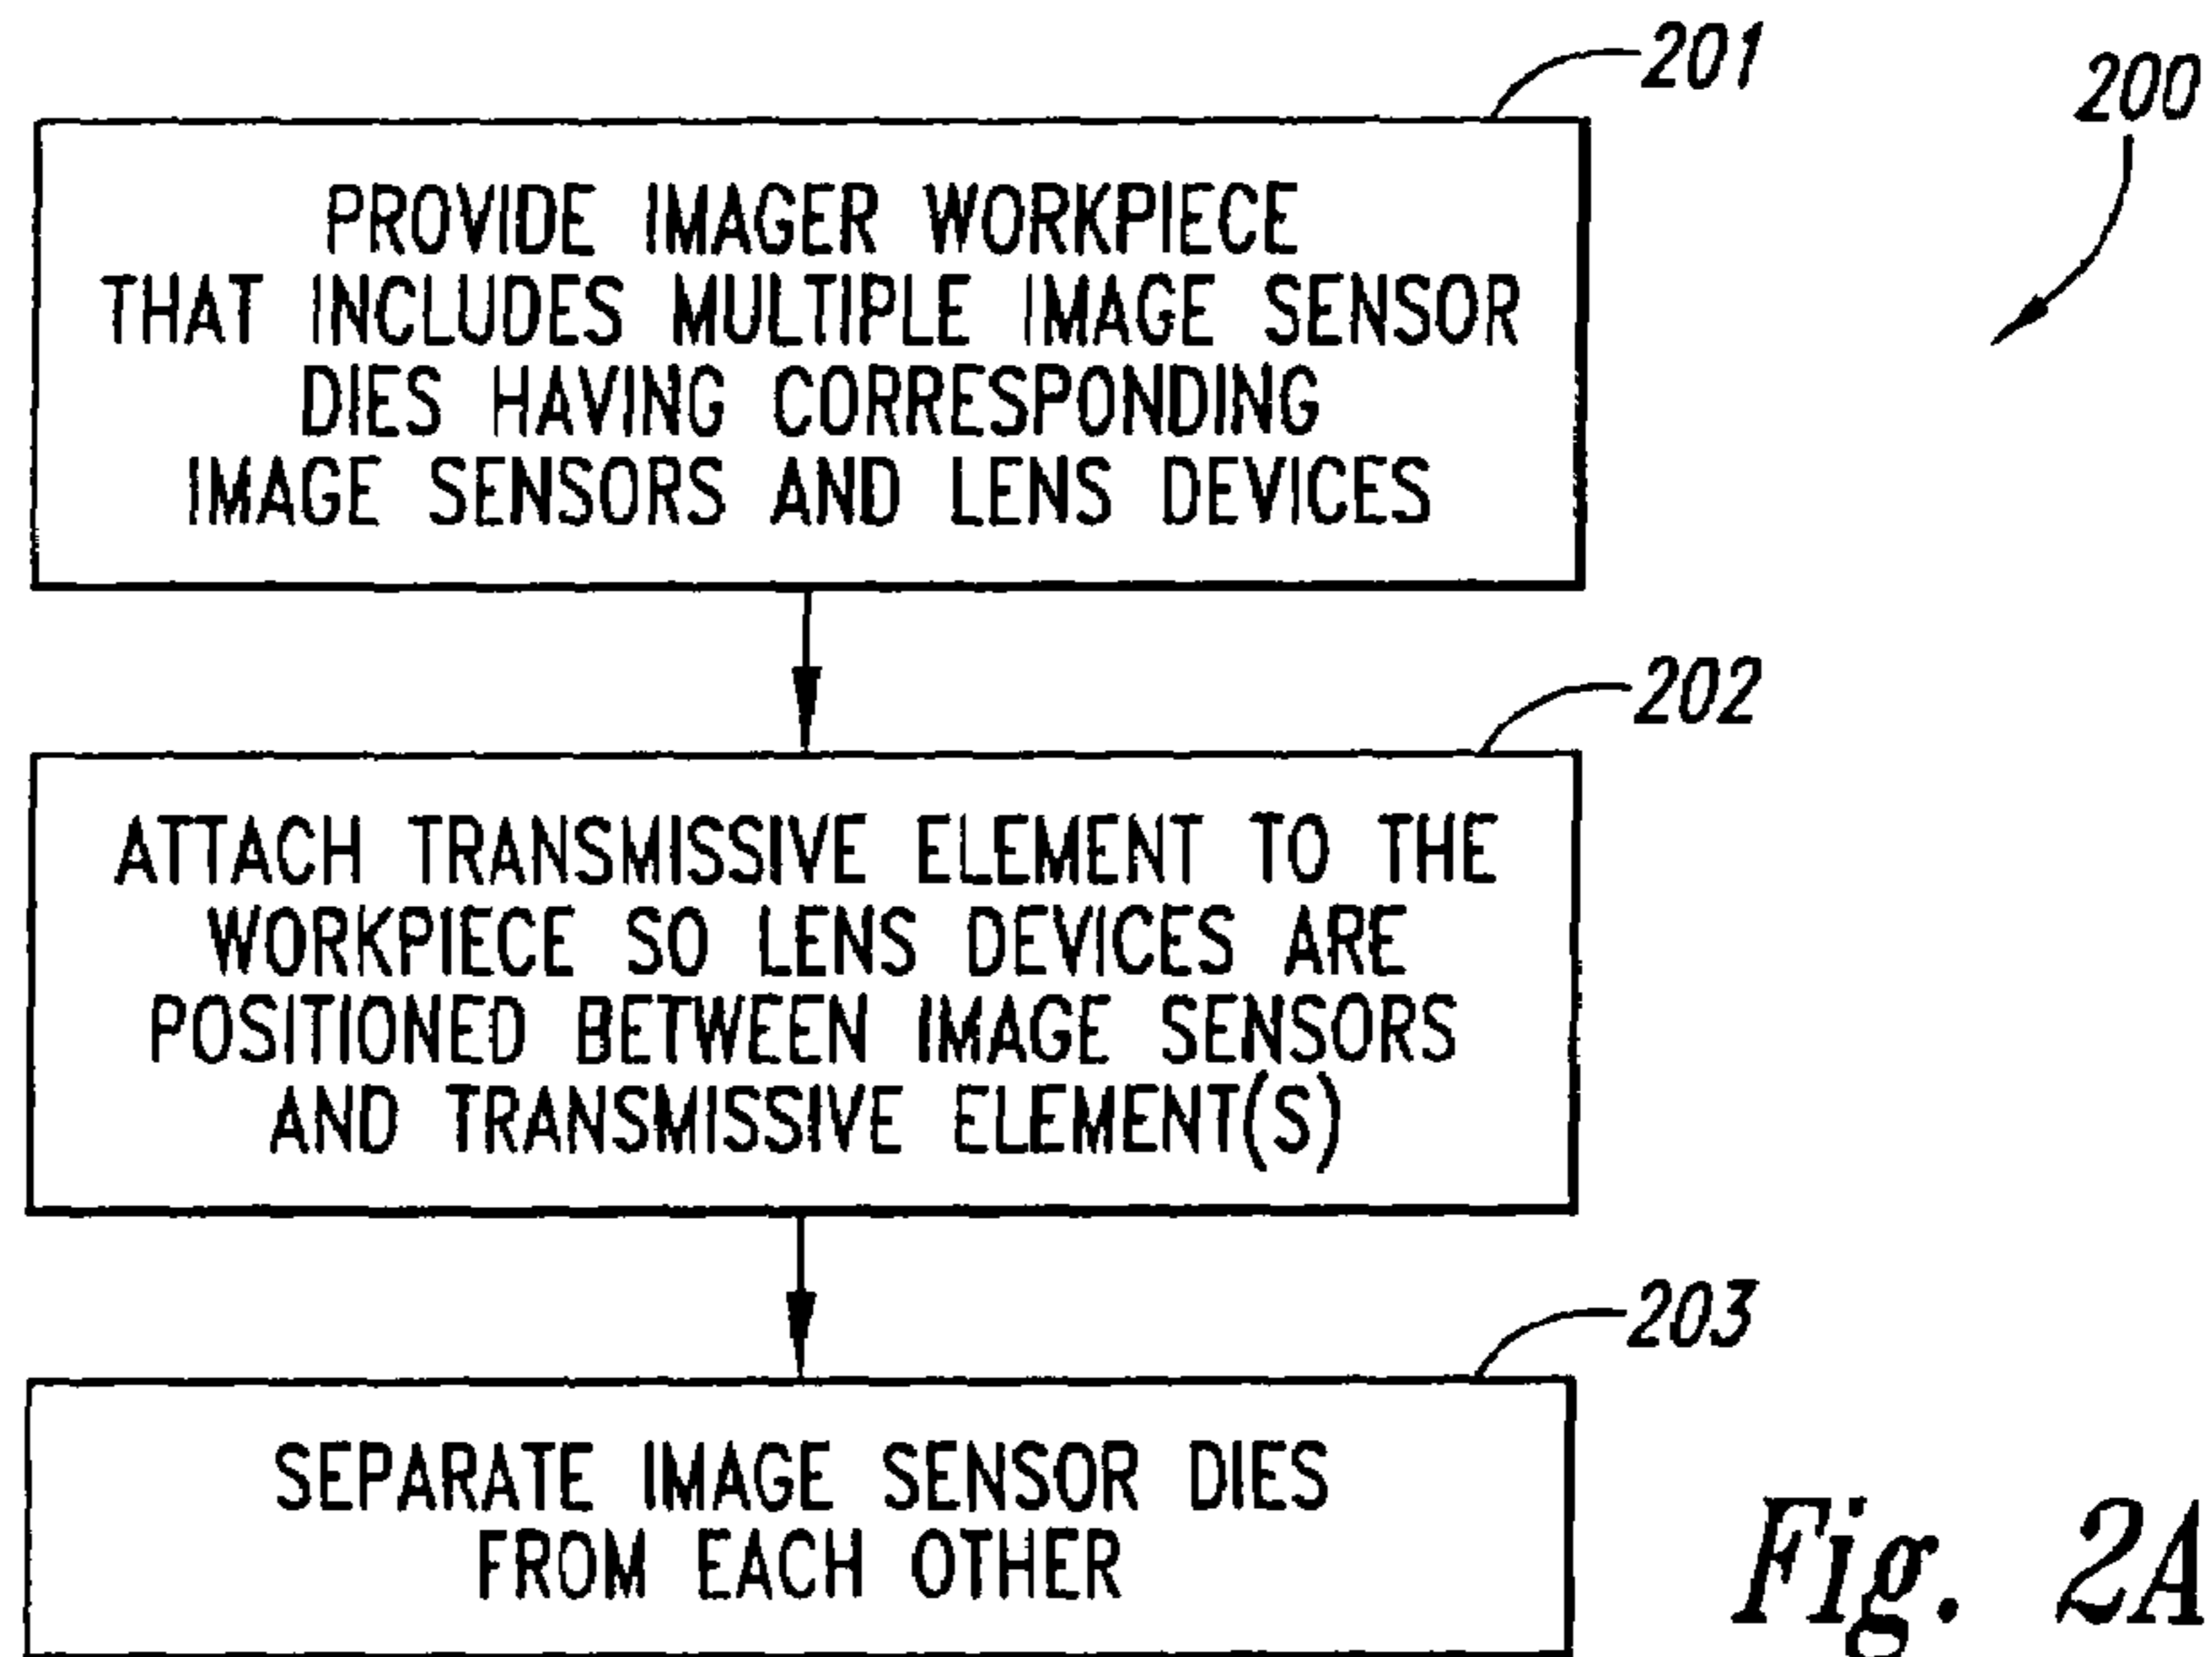 201
200
PROVIDE IMAGER WORKPIECE
THAT INCLUDES MULTIPLE IMAGE SENSOR
DIES HAVING CORRESPONDING
IMAGE SENSORS AND LENS DEVICES
202
ATTACH TRANSMISSIVE ELEMENT TO THE
WORKPIECE SO LENS DEVICES ARE
POSITIONED BETWEEN IMAGE SENSORS
AND TRANSMISSIVE ELEMENT(S)
203
SEPARATE IMAGE SENSOR DIES
FROM EACH OTHER
Fig. 2A